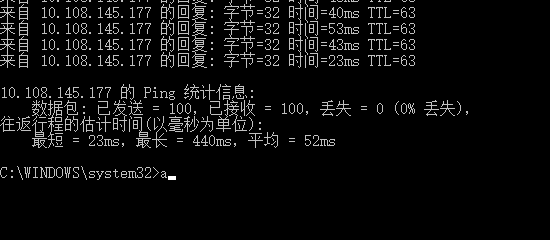 来自 10.108.145.177 的回复: 字节=32 时间=40ms TTL=63
来自 10.108.145.177 的回复: 字节=32 时间=53ms TTL=63
来自 10.108.145.177 的回复: 字节=32 时间=43ms TTL=63
来自 10.108.145.177 的回复: 字节=32 时间=23ms TTL=63
10.108.145.177 的 Ping 统计信息:
数据包: 已发送 = 100, 已接收 = 100, 丢失 = 0 (0% 丢失),
往返行程的估计时间(以毫秒为单位):
最短 = 23ms, 最长 = 440ms, 平均 = 52ms
C:\WINDOWS\system32>a